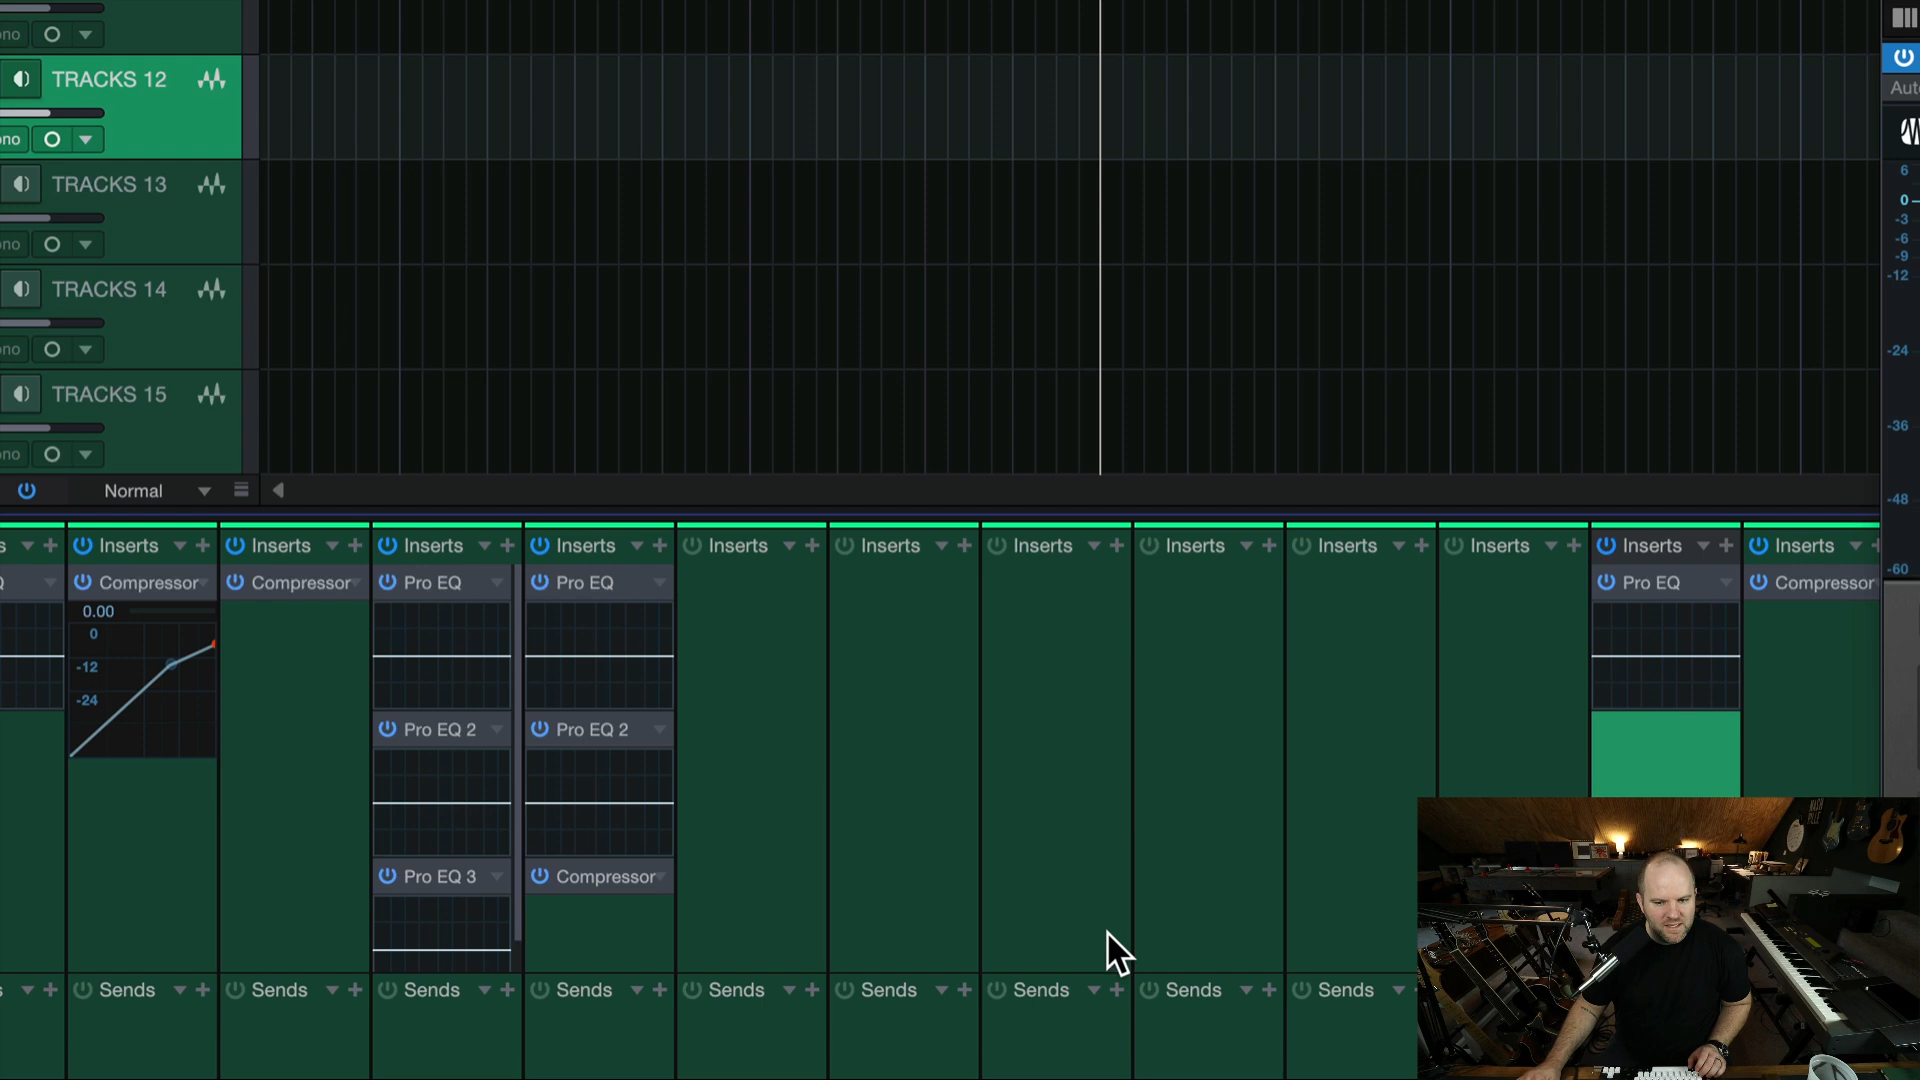 no
TRACKS 12
no
TRACKS 13
no
TRACKS 14
no
TRACKS 15
no
Normal
Aut
6
0
-3
-6
-9
-12
-24
-36
-48
-60
s
Inserts
Inserts
Inserts
Inserts
Inserts
Inserts
Inserts
Inserts
Inserts
Inserts
Inserts
Inserts
Q
Compressor
Compressor
Pro EQ
Pro EQ
Pro EQ
Compressor
0.00
0
-12
-24
Pro EQ 2
Pro EQ 2
Pro EQ 3
Compressor
s
Sends
Sends
Sends
Sends
Sends
Sends
Sends
Sends
Sends